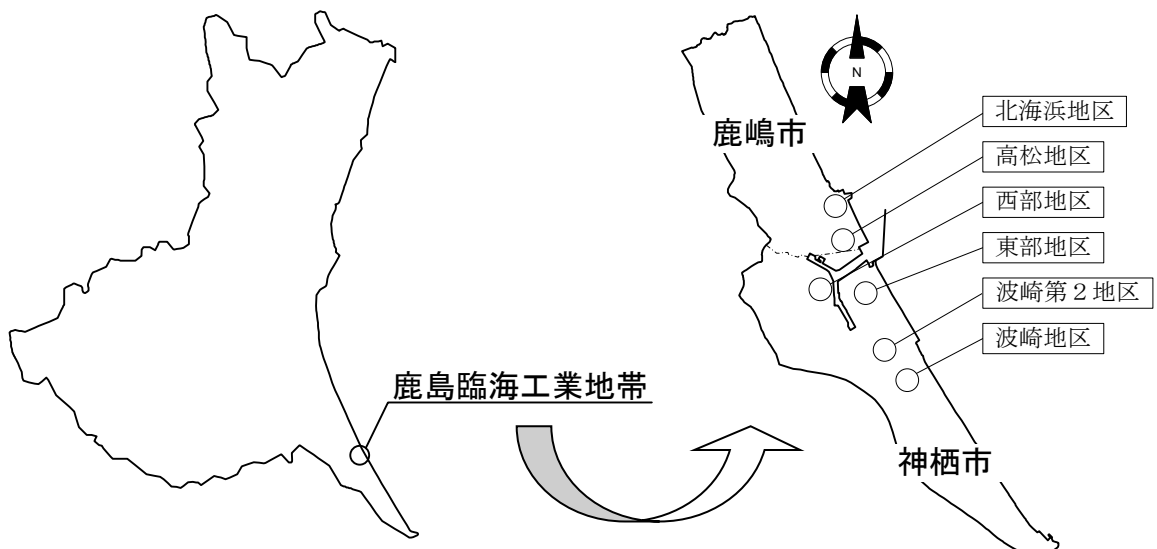 鹿島臨海工業地帯
N
鹿嶋市
北海浜地区
高松地区
西部地区
東部地区
波崎第２地区
波崎地区
神栖市